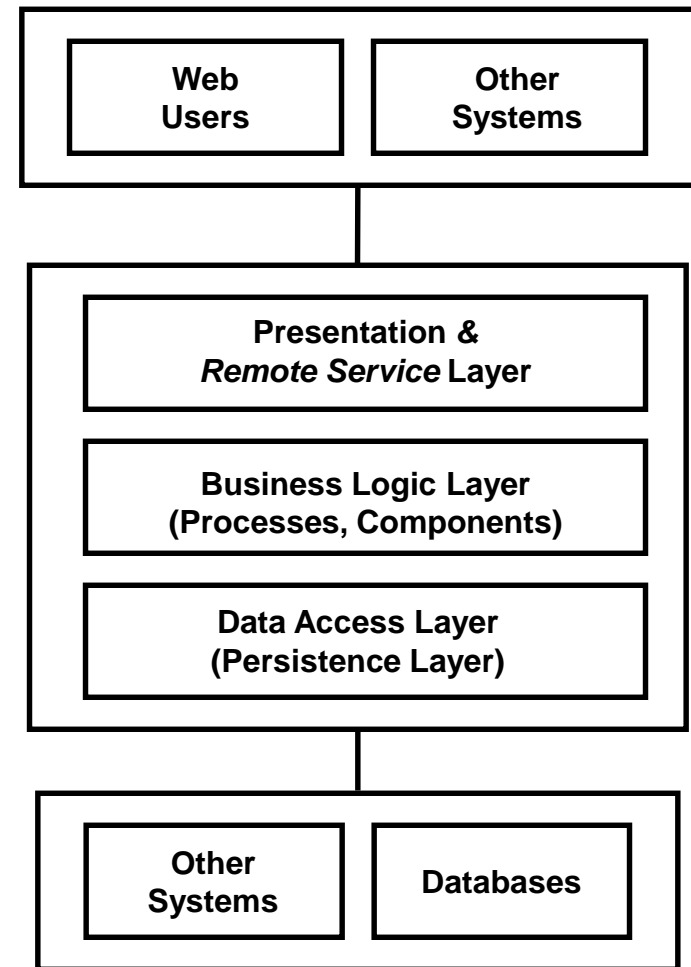 Web
Users
Other
Systems
Presentation &
Remote Service Layer
Business Logic Layer
(Processes, Components)
Data Access Layer
(Persistence Layer)
Other
Systems
Databases